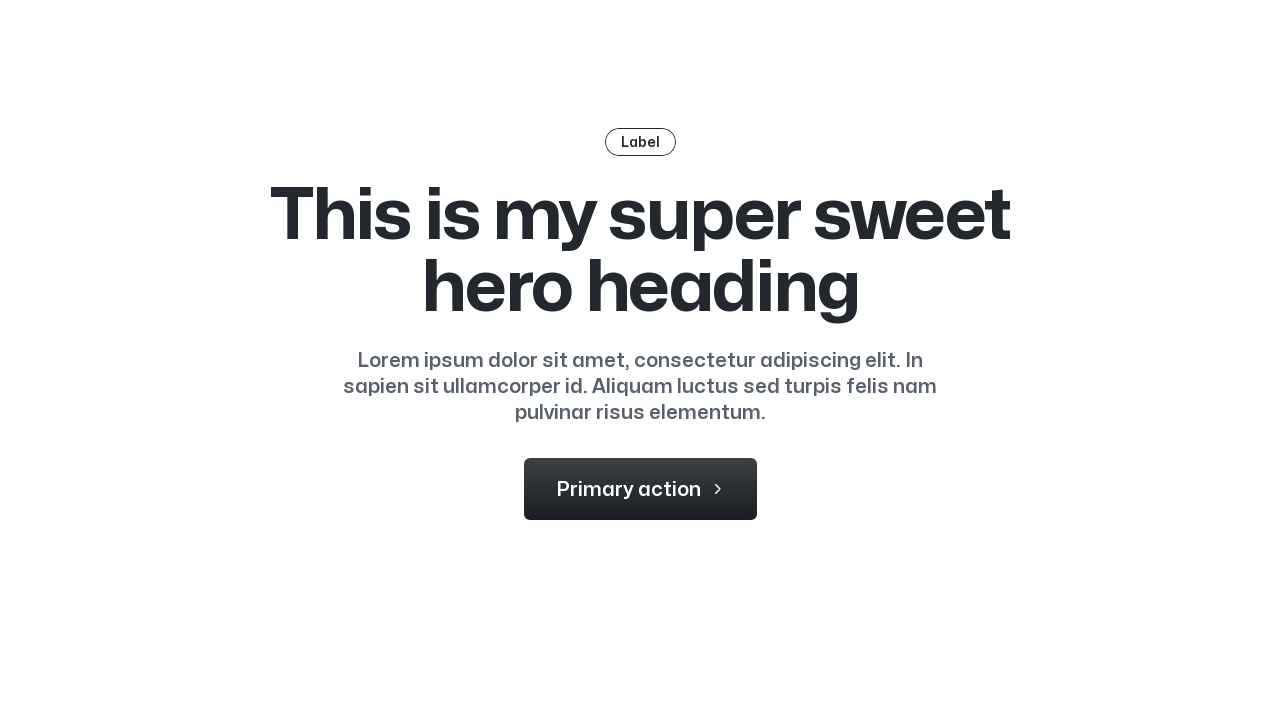 Label
This is my super sweet
hero heading
Lorem ipsum dolor sit amet, consectetur adipiscing elit. In
sapien sit ullamcorper id. Aliquam luctus sed turpis felis nam
pulvinar risus elementum.
Primary action